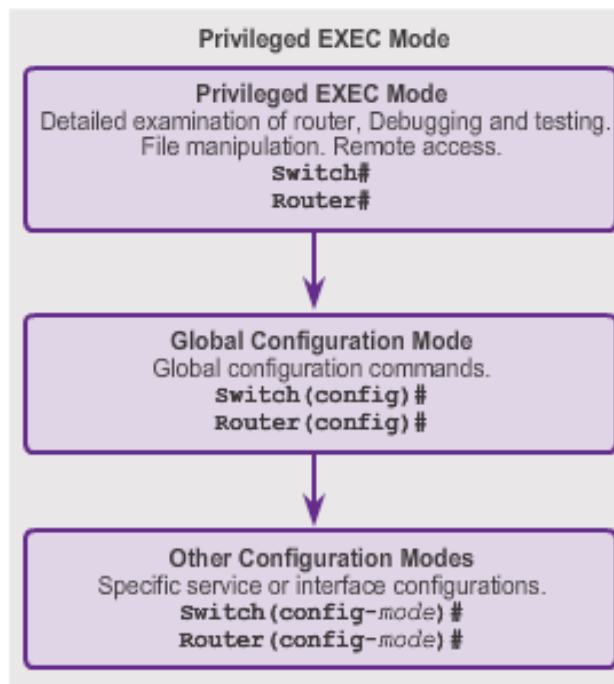 Privileged EXEC Mode
Privileged EXEC Mode
Detailed examination of router, Debugging and testing.
File manipulation. Remote access.
Switch#
Router#
Global Configuration Mode
Global configuration commands.
Switch(config)#
Router(config)#
Other Configuration Modes
Specific service or interface configurations.
Switch(config-mode)#
Router(config-mode)#